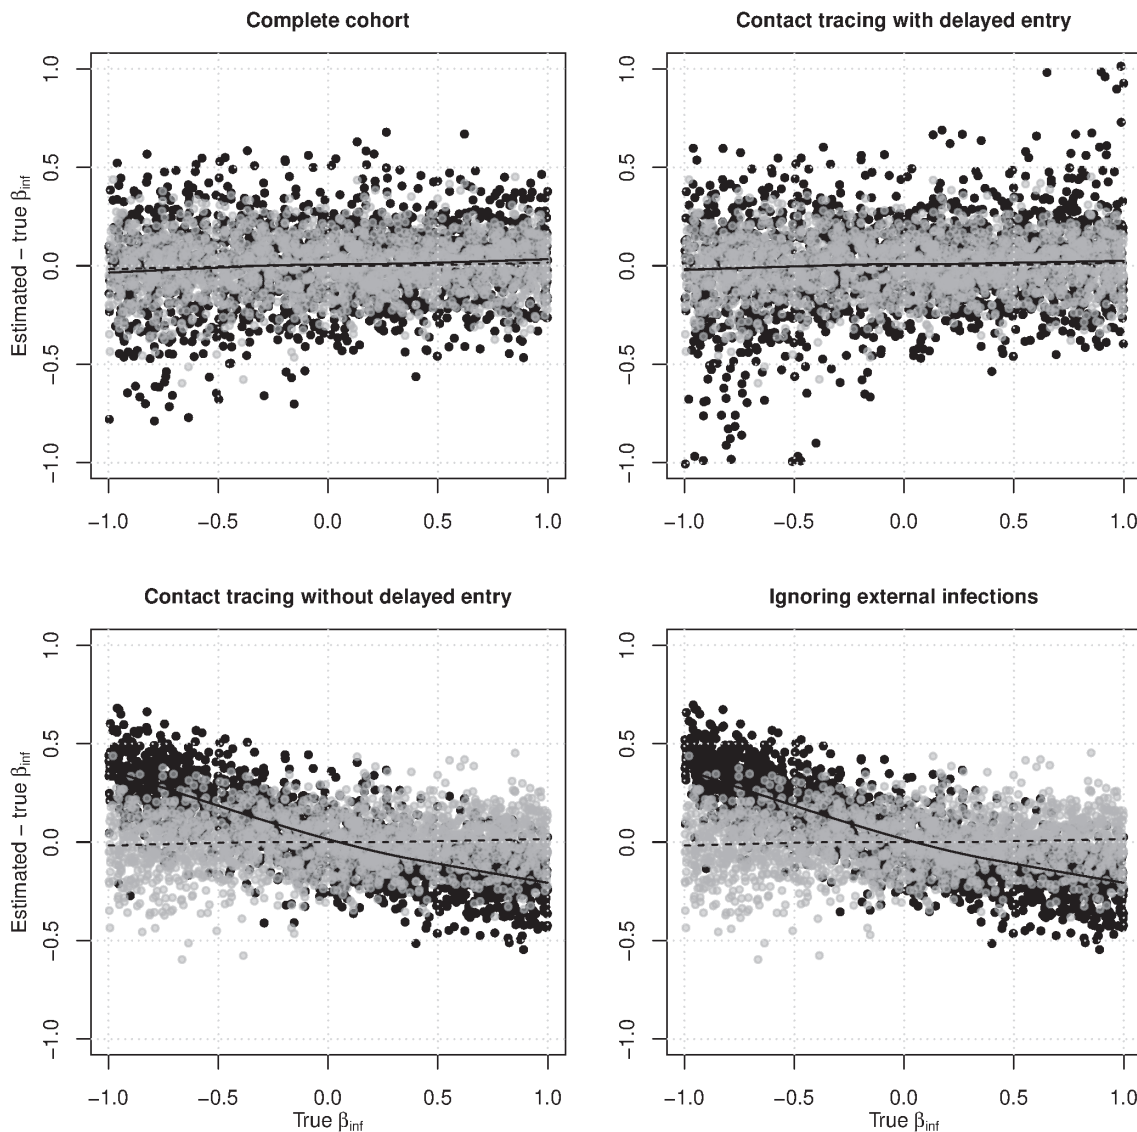 Complete cohort
Contact tracing with delayed entry
Estimated − true βinf
1.0
0.5
0.0
−0.5
−1.0
−1.0 −0.5 0.0 0.5 1.0
1.0
0.5
0.0
−0.5
−1.0
−1.0 −0.5 0.0 0.5 1.0
Contact tracing without delayed entry
Ignoring external infections
Estimated − true βinf
1.0
0.5
0.0
−0.5
−1.0
−1.0 −0.5 0.0 0.5 1.0
True βinf
1.0
0.5
0.0
−0.5
−1.0
−1.0 −0.5 0.0 0.5 1.0
True βinf